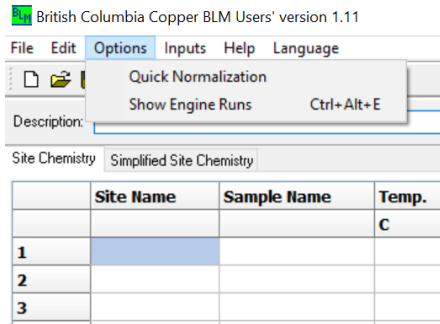 BLM British Columbia Copper BLM Users' version 1.11
File Edit Options Inputs Help Language
Quick Normalization
Show Engine Runs Ctrl+Alt+E
Description:
Site Chemistry Simplified Site Chemistry
Site Name Sample Name Temp.
C
1
2
3